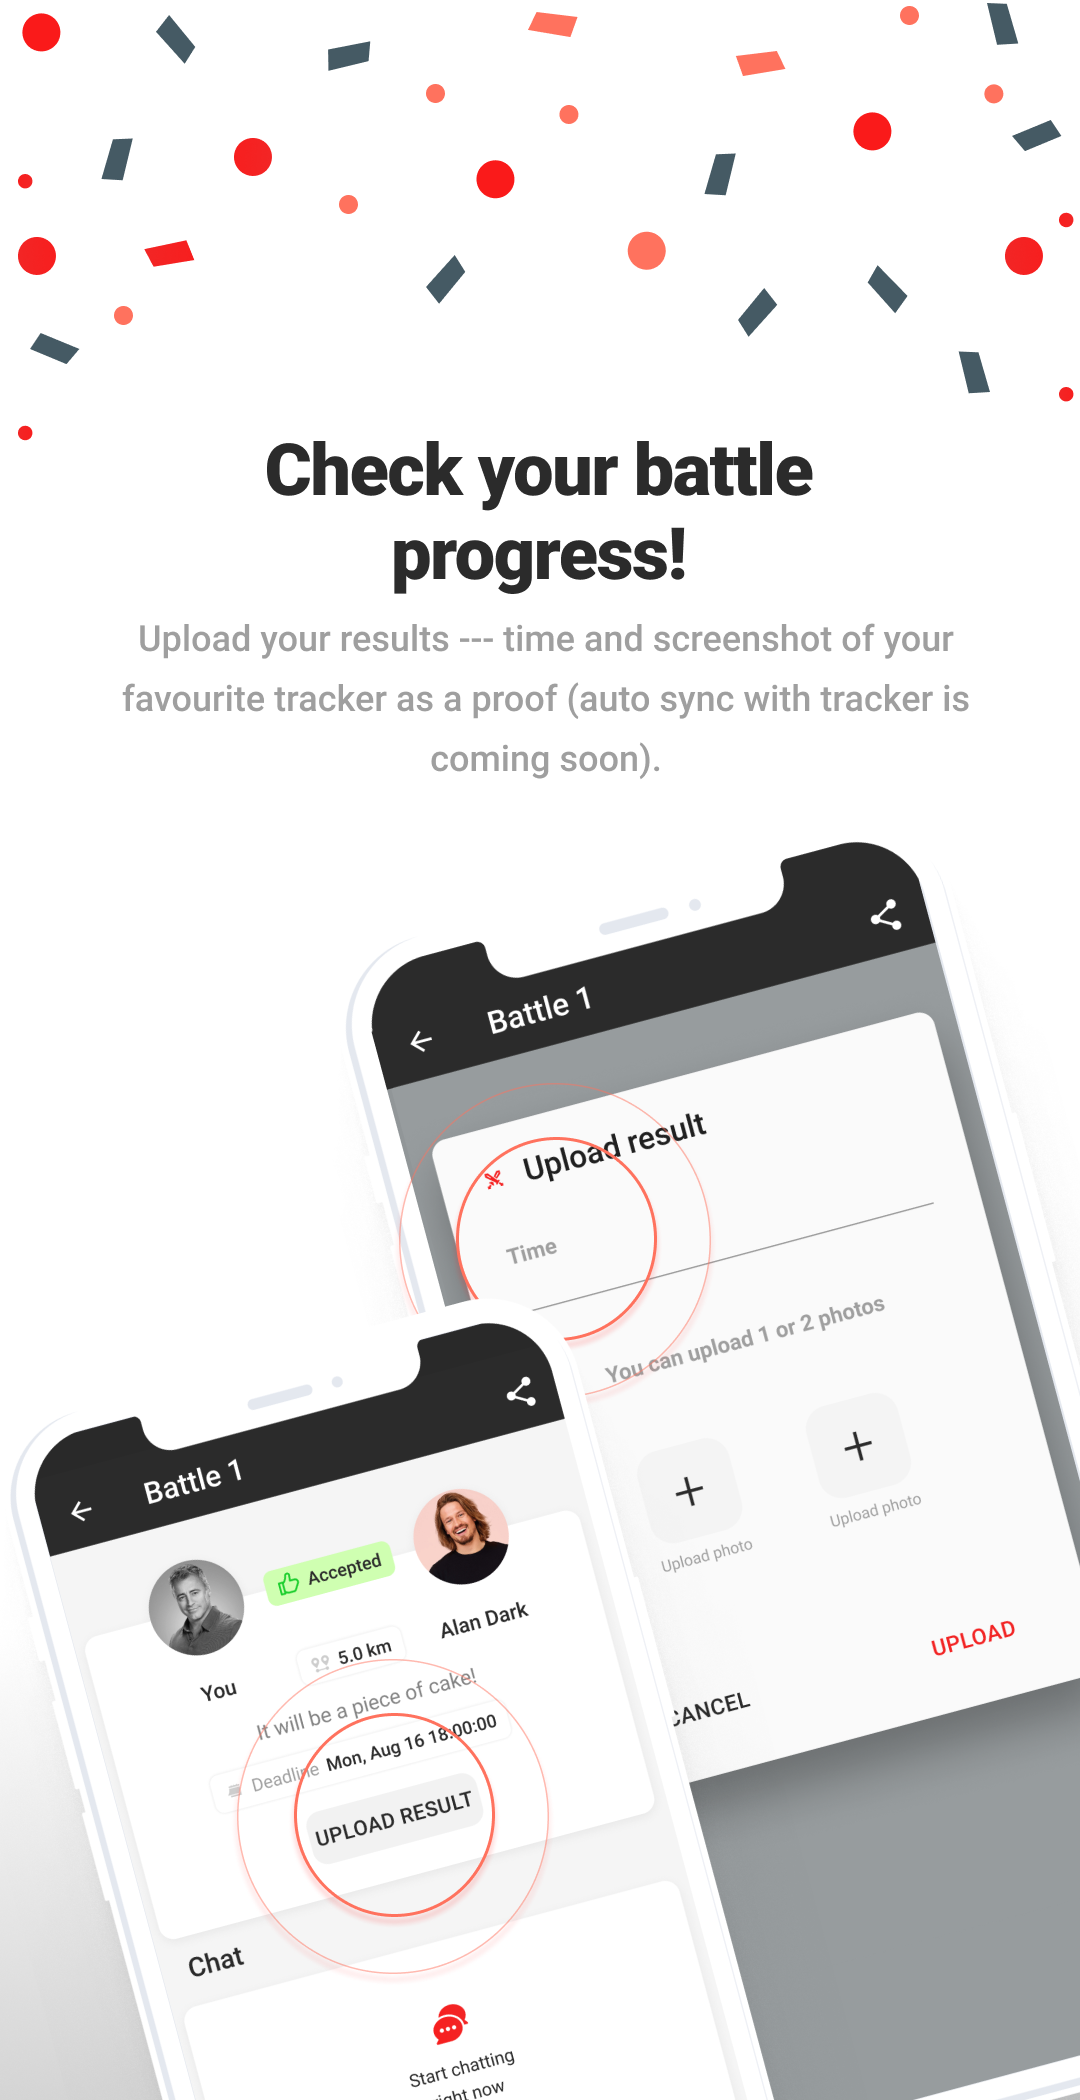 Check your battle
progress!
Upload your results --- time and screenshot of your
favourite tracker as a proof (auto sync with tracker is
coming soon).
Battle 1
Upload result
Time
You can upload 1 or 2 photos
Upload photo
Upload photo
UPLOAD
CANCEL
Battle 1
Accepted
You
Alan Dark
5.0 km
It will be a piece of cake!
Deadline Mon, Aug 16 18:00:00
UPLOAD RESULT
Chat
Start chatting
right now